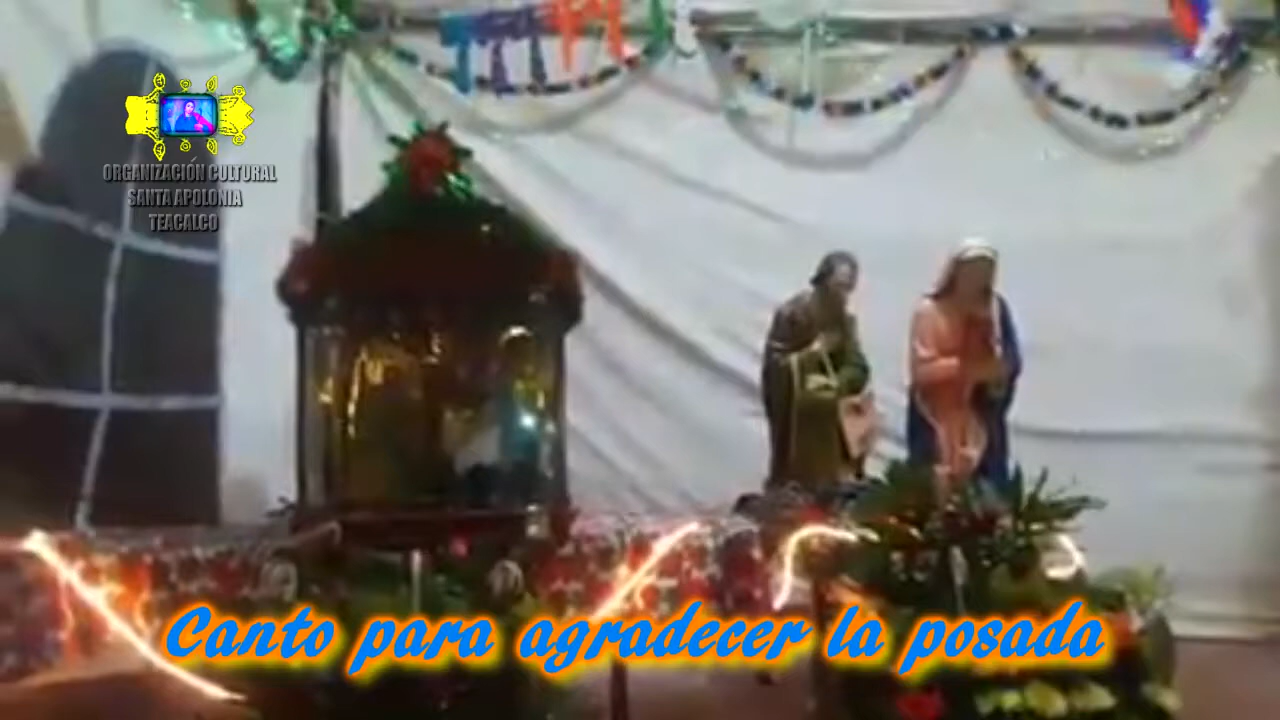 ORGANIZACIÓN CULTURAL
SANTA APOLONIA
TEACALCO
Canto para agradecer la posada